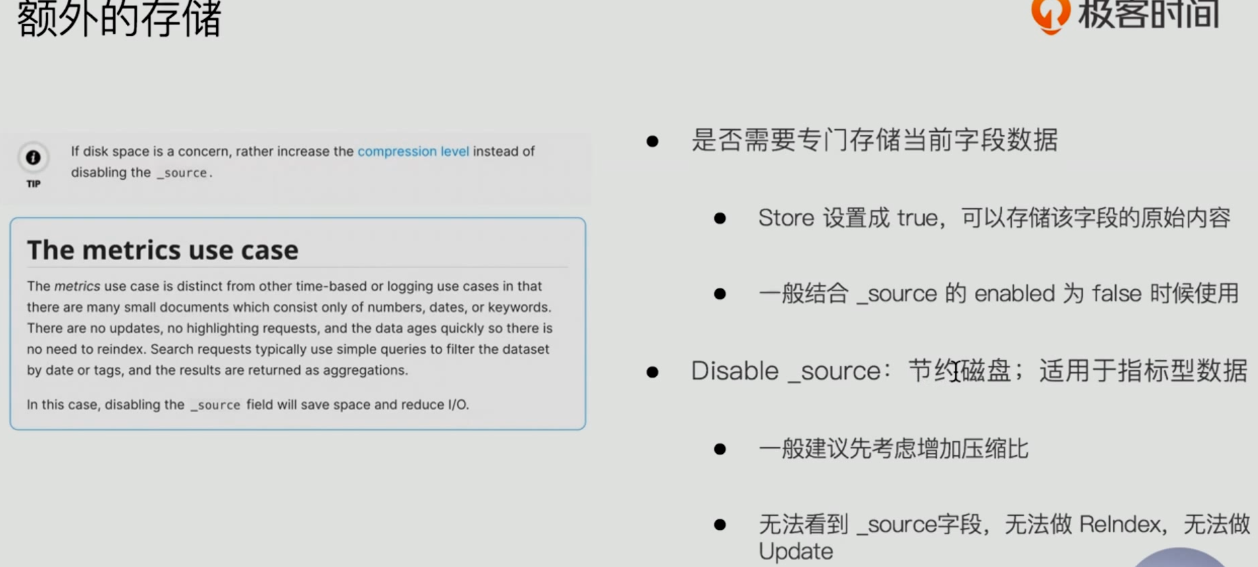 额外的存储
极客时间
If disk space is a concern, rather increase the compression level instead of
disabling the _source.
TIP
The metrics use case
The metrics use case is distinct from other time-based or logging use cases in that
there are many small documents which consist only of numbers, dates, or keywords.
There are no updates, no highlighting requests, and the data ages quickly so there is
no need to reindex. Search requests typically use simple queries to filter the dataset
by date or tags, and the results are returned as aggregations.
In this case, disabling the _source field will save space and reduce I/O.
● 是否需要专门存储当前字段数据
● Store 设置成 true，可以存储该字段的原始内容
● 一般结合 _source 的 enabled 为 false 时候使用
● Disable _source：节约磁盘；适用于指标型数据
● 一般建议先考虑增加压缩比
● 无法看到 _source字段，无法做 ReIndex，无法做
Update